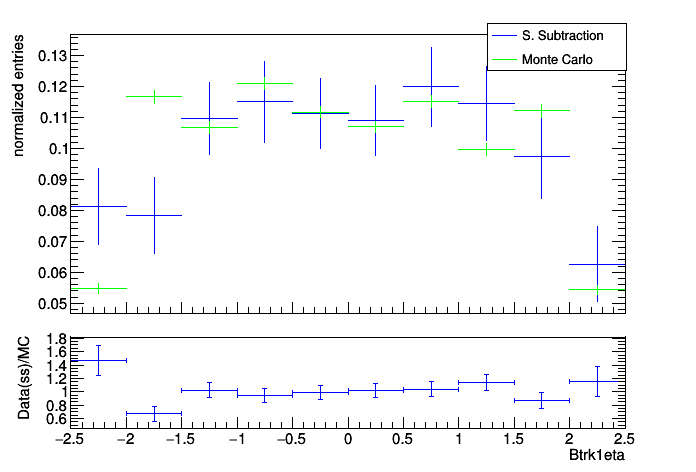 S. Subtraction
Monte Carlo
normalized entries
0.13
0.12
0.11
0.1
0.09
0.08
0.07
0.06
0.05
Data(ss)/MC
1.8
1.6
1.4
1.2
1
0.8
0.6
−2.5 −2 −1.5 −1 −0.5 0 0.5 1 1.5 2 2.5
Btrk1eta